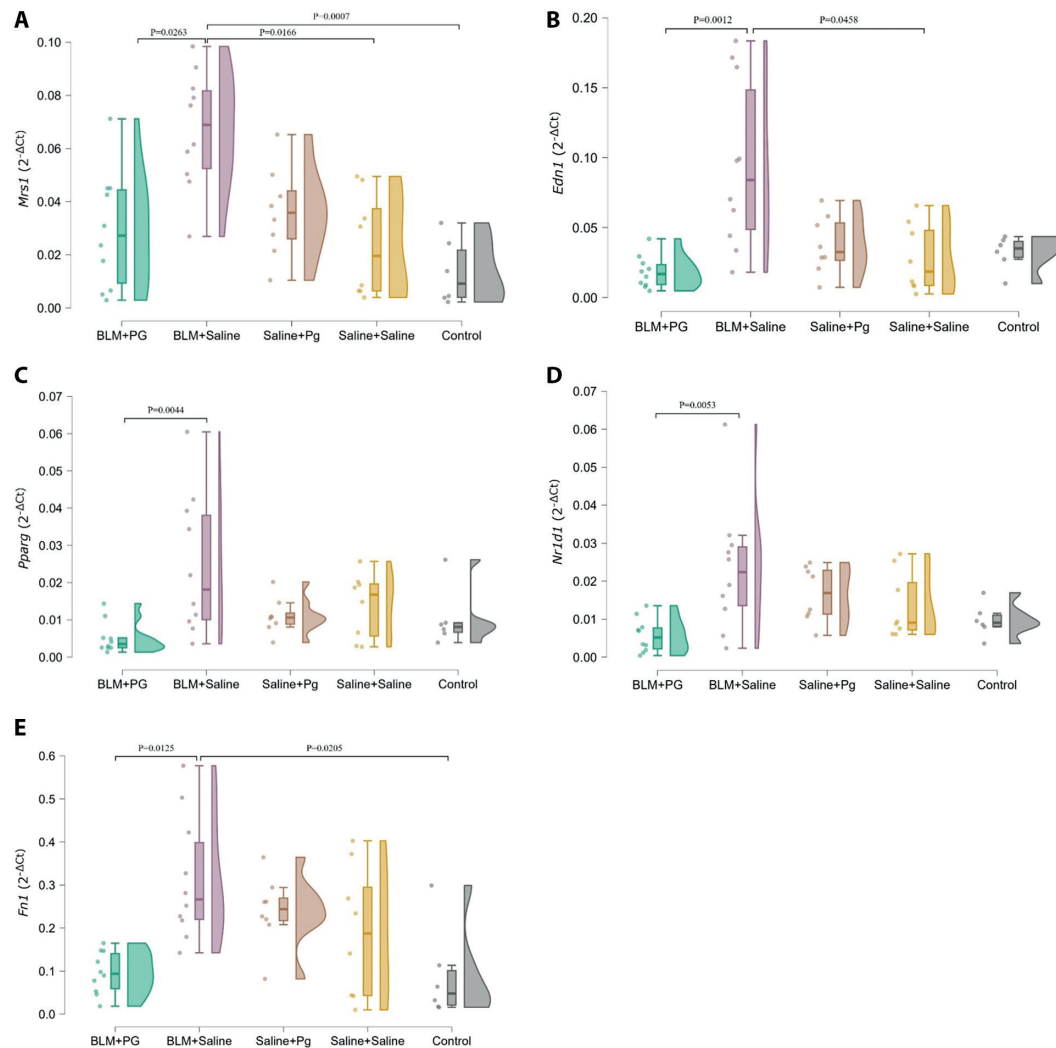 A
P=0.0007
P=0.0263
P=0.0166
0.10
0.08
0.06
0.04
0.02
0.00
Mrs1 (2-ΔCt)
BLM+PG
BLM+Saline
Saline+Pg
Saline+Saline
Control
B
P=0.0012
P=0.0458
0.20
0.15
0.10
0.05
0.00
Edn1 (2-ΔCt)
BLM+PG
BLM+Saline
Saline+Pg
Saline+Saline
Control
C
P=0.0044
0.07
0.06
0.05
0.04
0.03
0.02
0.01
0.00
Pparg (2-ΔCt)
BLM+PG
BLM+Saline
Saline+Pg
Saline+Saline
Control
D
P=0.0053
0.07
0.06
0.05
0.04
0.03
0.02
0.01
0.00
Nr1d1 (2-ΔCt)
BLM+PG
BLM+Saline
Saline+Pg
Saline+Saline
Control
E
P=0.0125
P=0.0205
0.6
0.5
0.4
0.3
0.2
0.1
0.0
Fn1 (2-ΔCt)
BLM+PG
BLM+Saline
Saline+Pg
Saline+Saline
Control